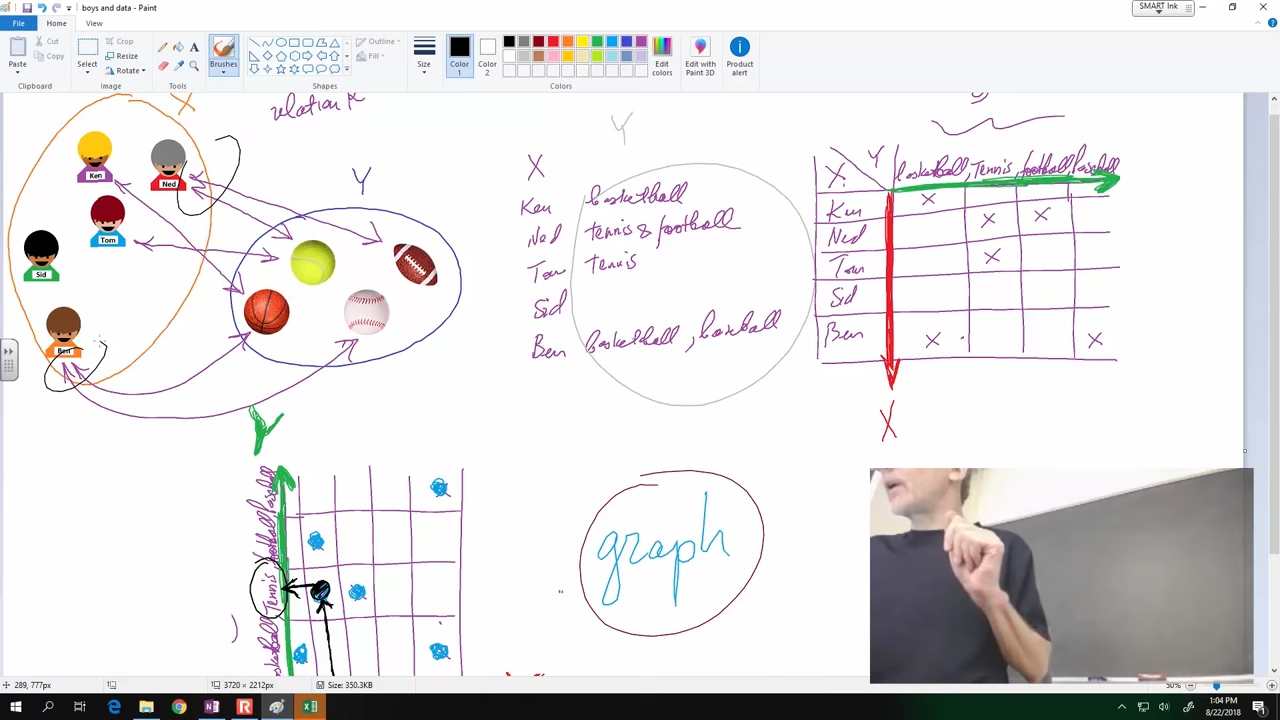 boys and data - Paint
SMART Ink
File
Home
View
Paste
Cut
Copy
Clipboard
Select
Crop
Resize
Rotate
Image
Tools
Brushes
Shapes
Outline
Fill
Size
Color 1
Color 2
Edit colors
Colors
Edit with Paint 3D
Product alert
X
relation R
Ken
Ned
Tom
Sid
Ben
Y
Y
X
Ken basketball
Ned tennis & football
Tom tennis
Sid
Ben basketball, baseball
X Y basketball, Tennis, football, baseball
Ken x
Ned x x
Tom x
Sid
Ben x x
X
Y
basketball Tennis football baseball
graph
289, 777px
3720 × 2212px
Size: 350.3KB
50%
1:04 PM
8/22/2018